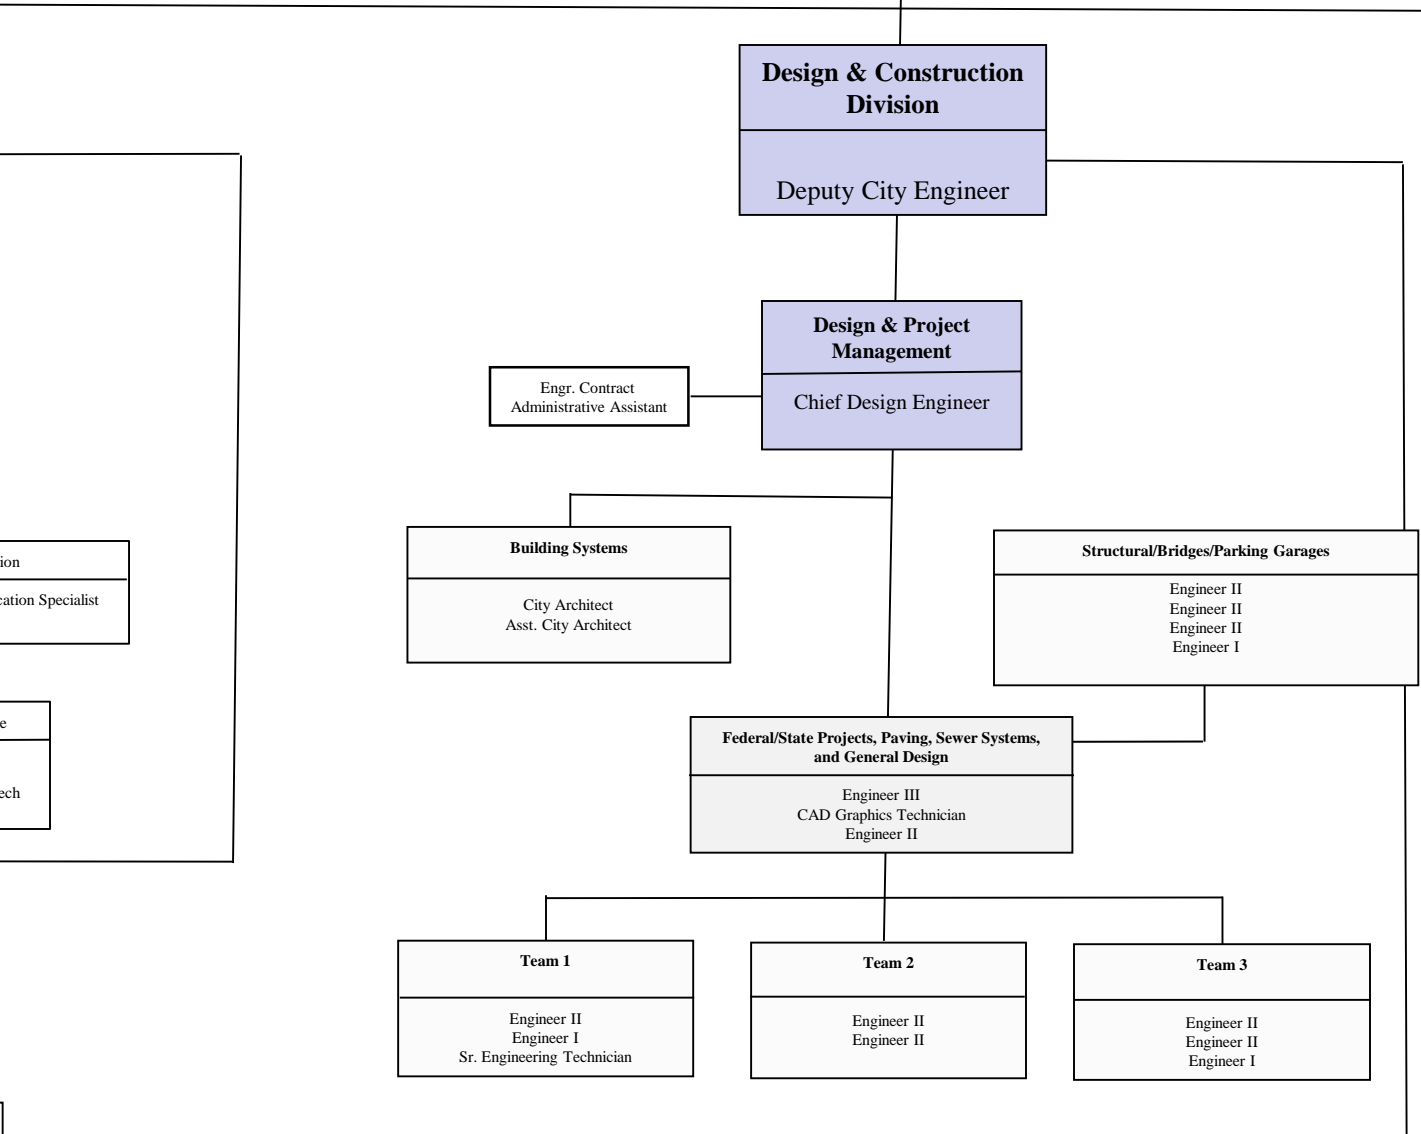 Design & Construction
Division
Deputy City Engineer
Design & Project
Management
Chief Design Engineer
Engr. Contract
Administrative Assistant
Building Systems
City Architect
Asst. City Architect
Structural/Bridges/Parking Garages
Engineer II
Engineer II
Engineer II
Engineer I
Specialist
Federal/State Projects, Paving, Sewer Systems,
and General Design
Engineer III
CAD Graphics Technician
Engineer II
Team 1
Engineer II
Engineer I
Sr. Engineering Technician
Team 2
Engineer II
Engineer II
Team 3
Engineer II
Engineer II
Engineer I